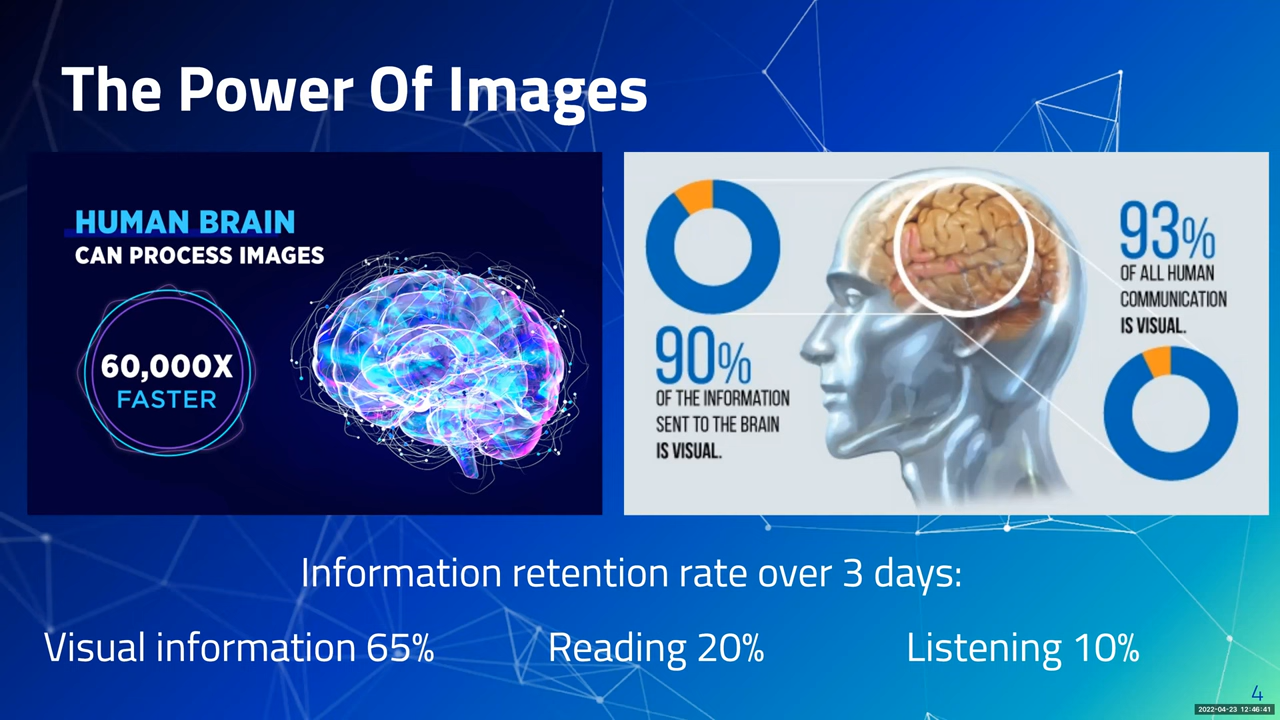 The Power Of Images
HUMAN BRAIN
CAN PROCESS IMAGES
60,000X
FASTER
90%
OF THE INFORMATION
SENT TO THE BRAIN
IS VISUAL.
93%
OF ALL HUMAN
COMMUNICATION
IS VISUAL.
Information retention rate over 3 days:
Visual information 65%
Reading 20%
Listening 10%
4
2022-04-23 12:46:41